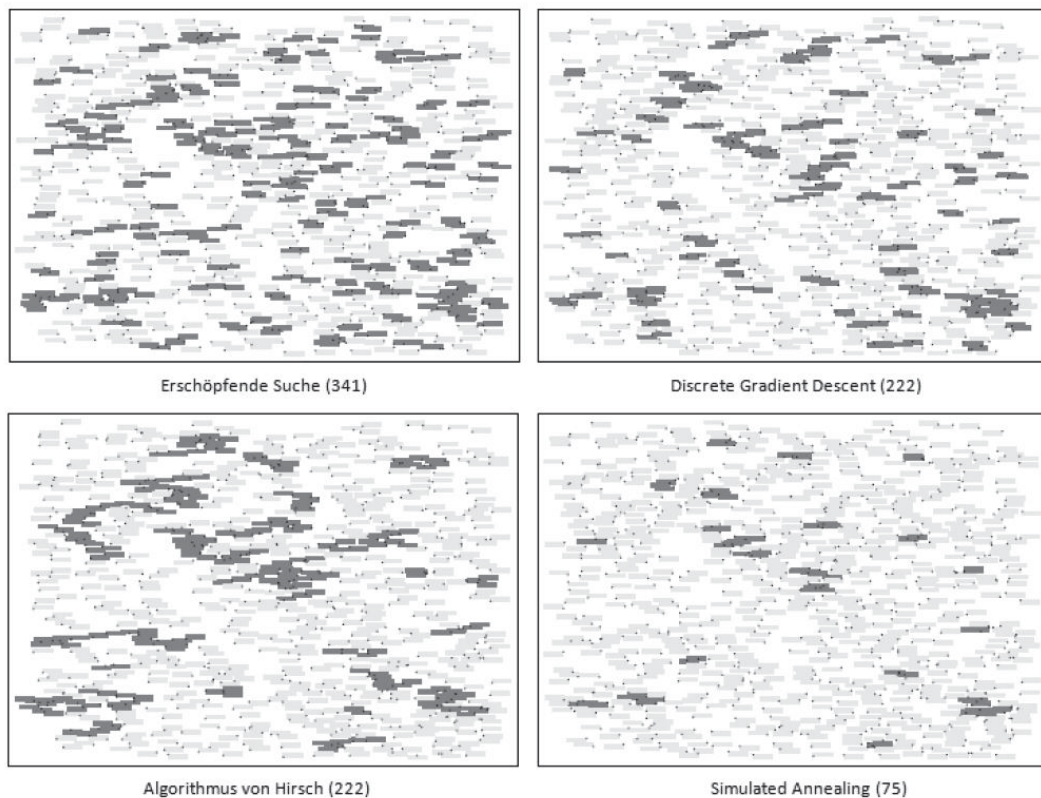 Erschöpfende Suche (341)
Discrete Gradient Descent (222)
Algorithmus von Hirsch (222)
Simulated Annealing (75)